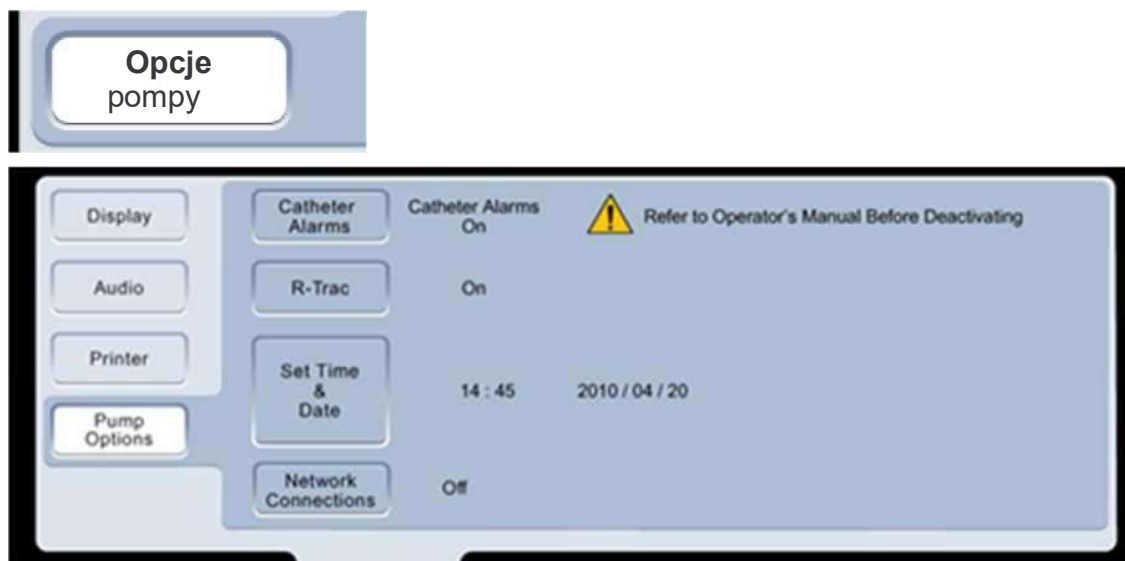 Opcje
pompy
Display
Catheter
Alarms
Catheter Alarms
On
Refer to Operator's Manual Before Deactivating
Audio
R-Trac
On
Printer
Set Time
&
Date
14 : 45
2010 / 04 / 20
Pump
Options
Network
Connections
Off